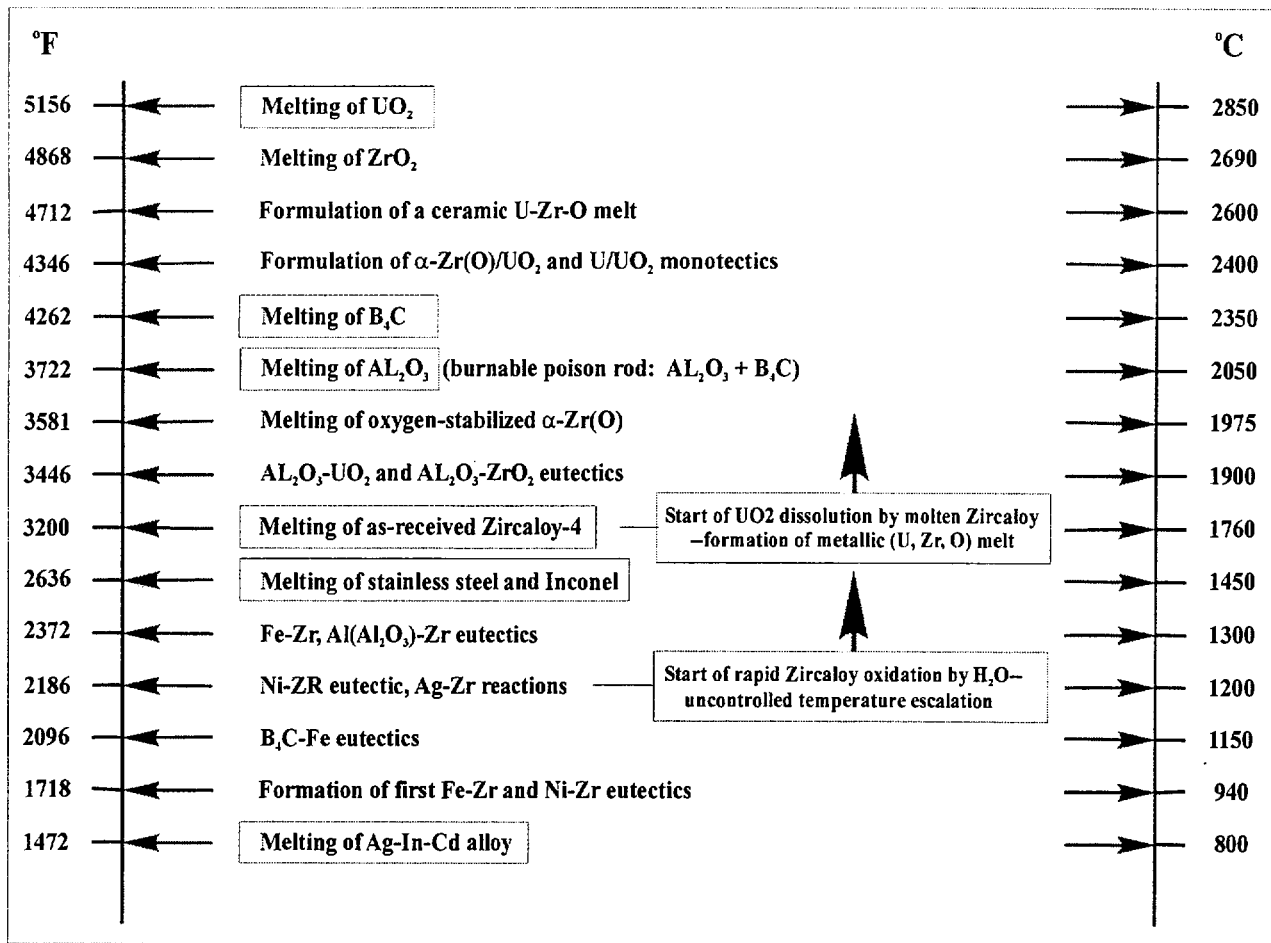 °F °C
5156 Melting of UO₂ 2850
4868 Melting of ZrO₂ 2690
4712 Formulation of a ceramic U-Zr-O melt 2600
4346 Formulation of α-Zr(O)/UO₂ and U/UO₂ monotectics 2400
4262 Melting of B₄C 2350
3722 Melting of AL₂O₃ (burnable poison rod: AL₂O₃ + B₄C) 2050
3581 Melting of oxygen-stabilized α-Zr(O) 1975
3446 AL₂O₃-UO₂ and AL₂O₃-ZrO₂ eutectics 1900
3200 Melting of as-received Zircaloy-4 1760
Start of UO2 dissolution by molten Zircaloy
–formation of metallic (U, Zr, O) melt
2636 Melting of stainless steel and Inconel 1450
2372 Fe-Zr, Al(Al₂O₃)-Zr eutectics 1300
2186 Ni-ZR eutectic, Ag-Zr reactions 1200
Start of rapid Zircaloy oxidation by H₂O–
uncontrolled temperature escalation
2096 B₄C-Fe eutectics 1150
1718 Formation of first Fe-Zr and Ni-Zr eutectics 940
1472 Melting of Ag-In-Cd alloy 800